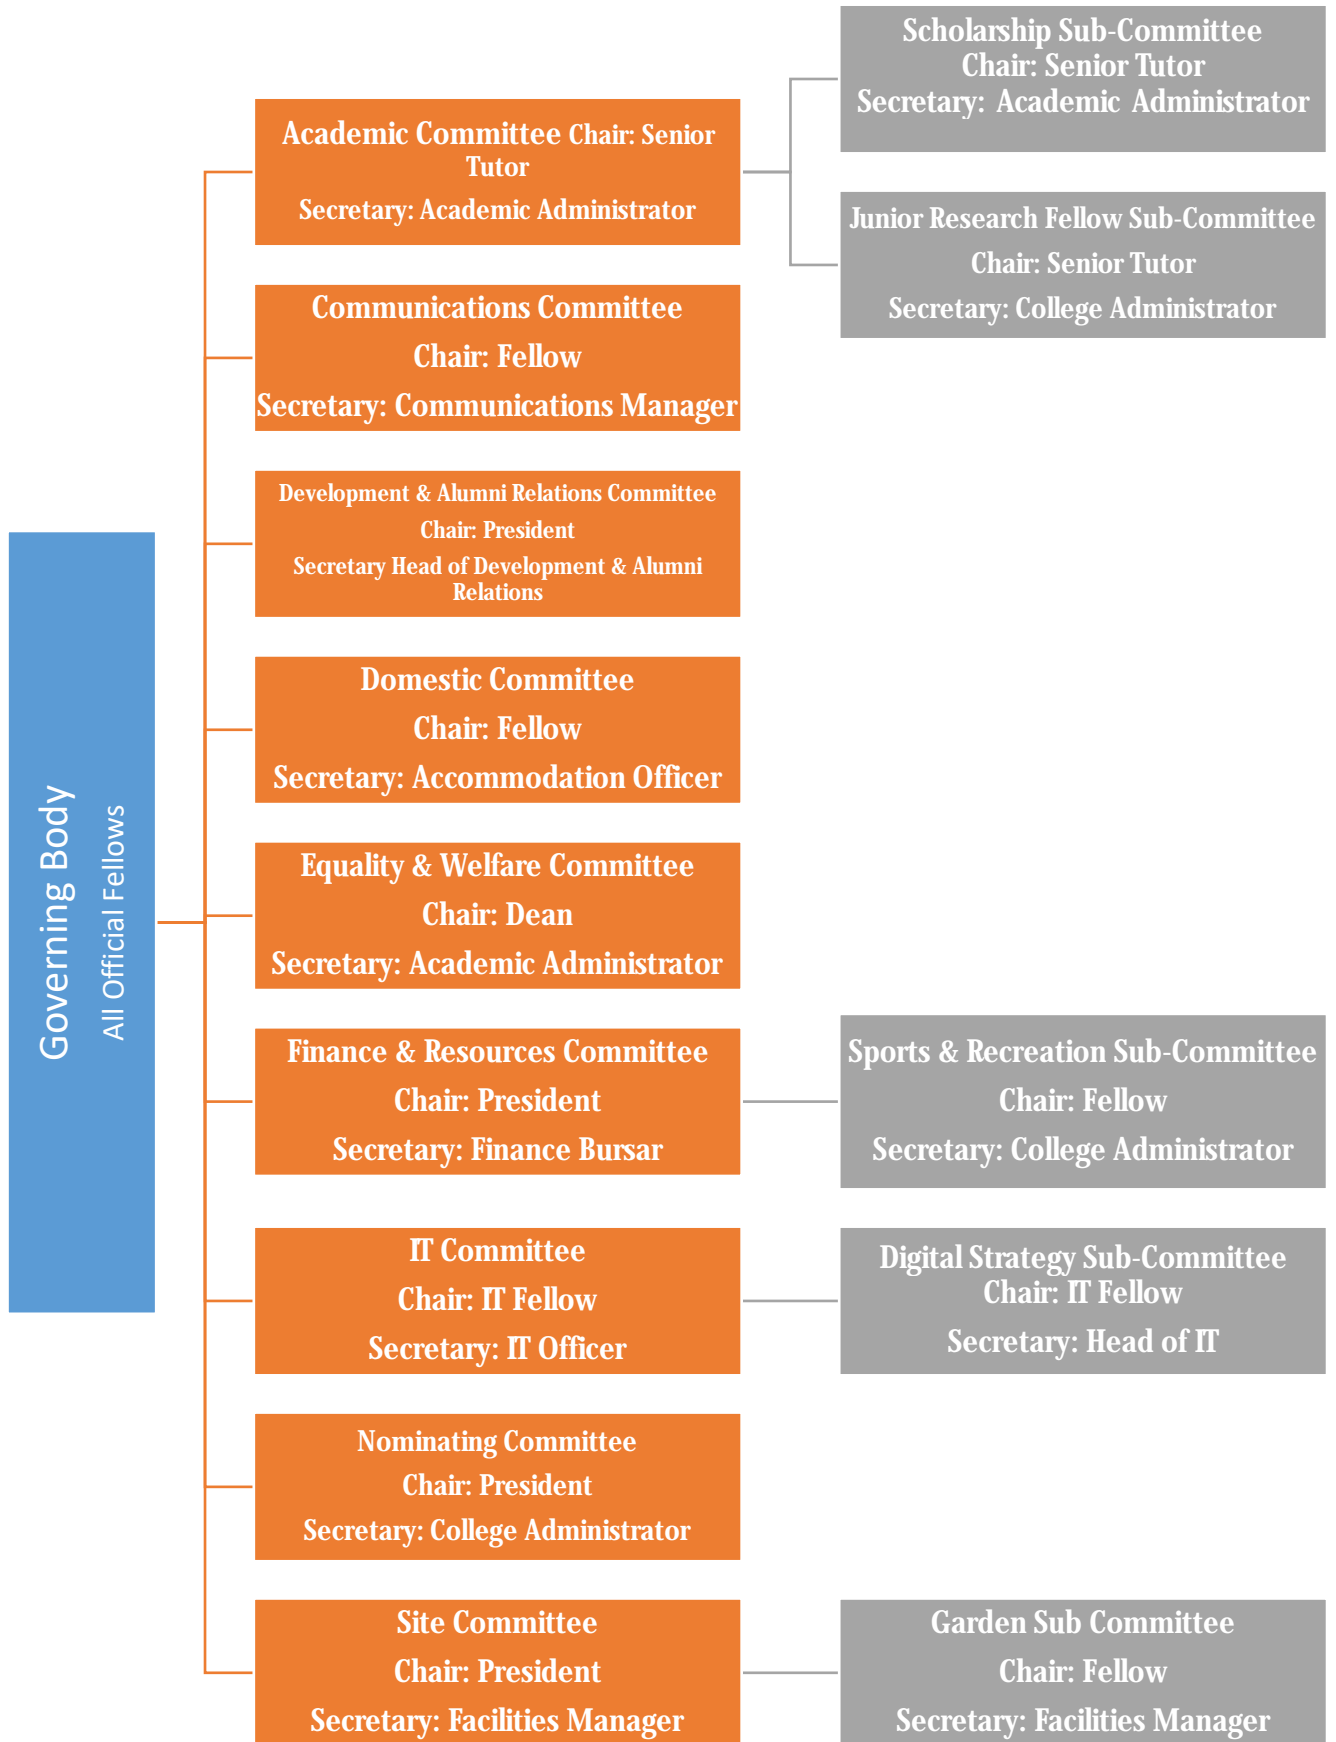 Governing Body
All Official Fellows
Academic Committee Chair: Senior
Tutor
Secretary: Academic Administrator
Scholarship Sub-Committee
Chair: Senior Tutor
Secretary: Academic Administrator
Junior Research Fellow Sub-Committee
Chair: Senior Tutor
Secretary: College Administrator
Communications Committee
Chair: Fellow
Secretary: Communications Manager
Development & Alumni Relations Committee
Chair: President
Secretary Head of Development & Alumni
Relations
Domestic Committee
Chair: Fellow
Secretary: Accommodation Officer
Equality & Welfare Committee
Chair: Dean
Secretary: Academic Administrator
Finance & Resources Committee
Chair: President
Secretary: Finance Bursar
Sports & Recreation Sub-Committee
Chair: Fellow
Secretary: College Administrator
IT Committee
Chair: IT Fellow
Secretary: IT Officer
Digital Strategy Sub-Committee
Chair: IT Fellow
Secretary: Head of IT
Nominating Committee
Chair: President
Secretary: College Administrator
Site Committee
Chair: President
Secretary: Facilities Manager
Garden Sub Committee
Chair: Fellow
Secretary: Facilities Manager